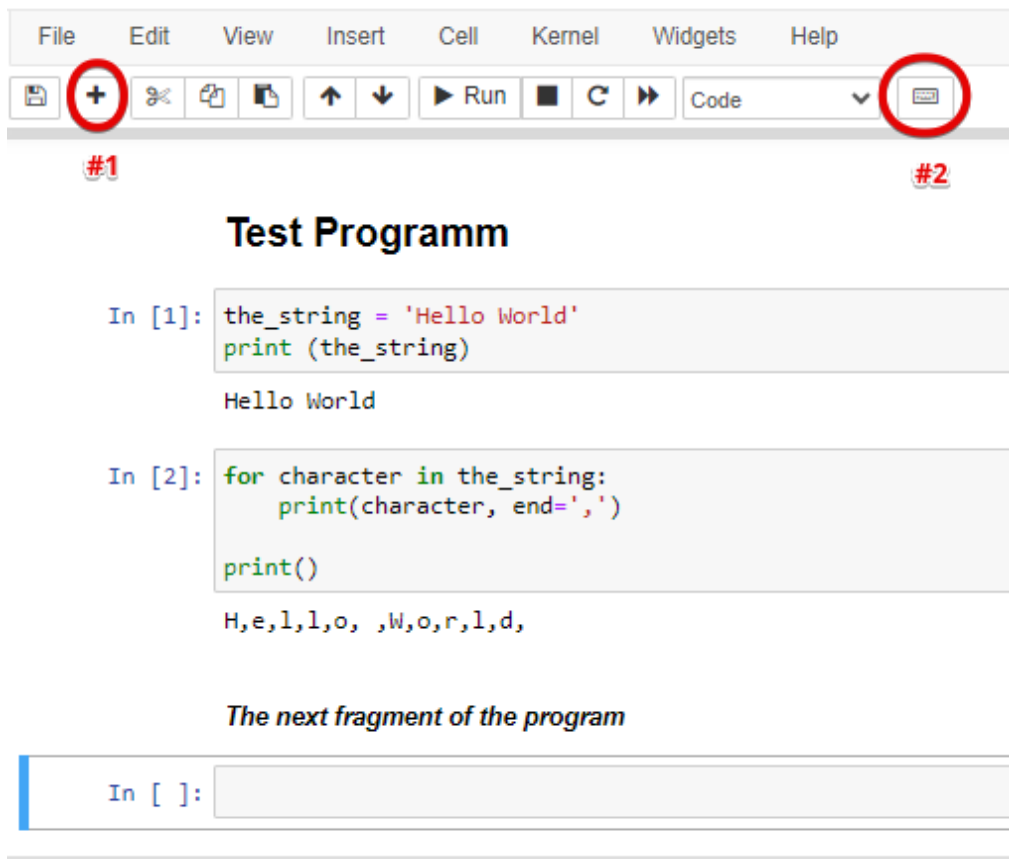 File Edit View Insert Cell Kernel Widgets Help
Run Code
#1
#2
Test Programm
In [1]: the_string = 'Hello World'
print (the_string)
Hello World
In [2]: for character in the_string:
    print(character, end=',')
print()
H,e,l,l,o, ,W,o,r,l,d,
The next fragment of the program
In [ ]: